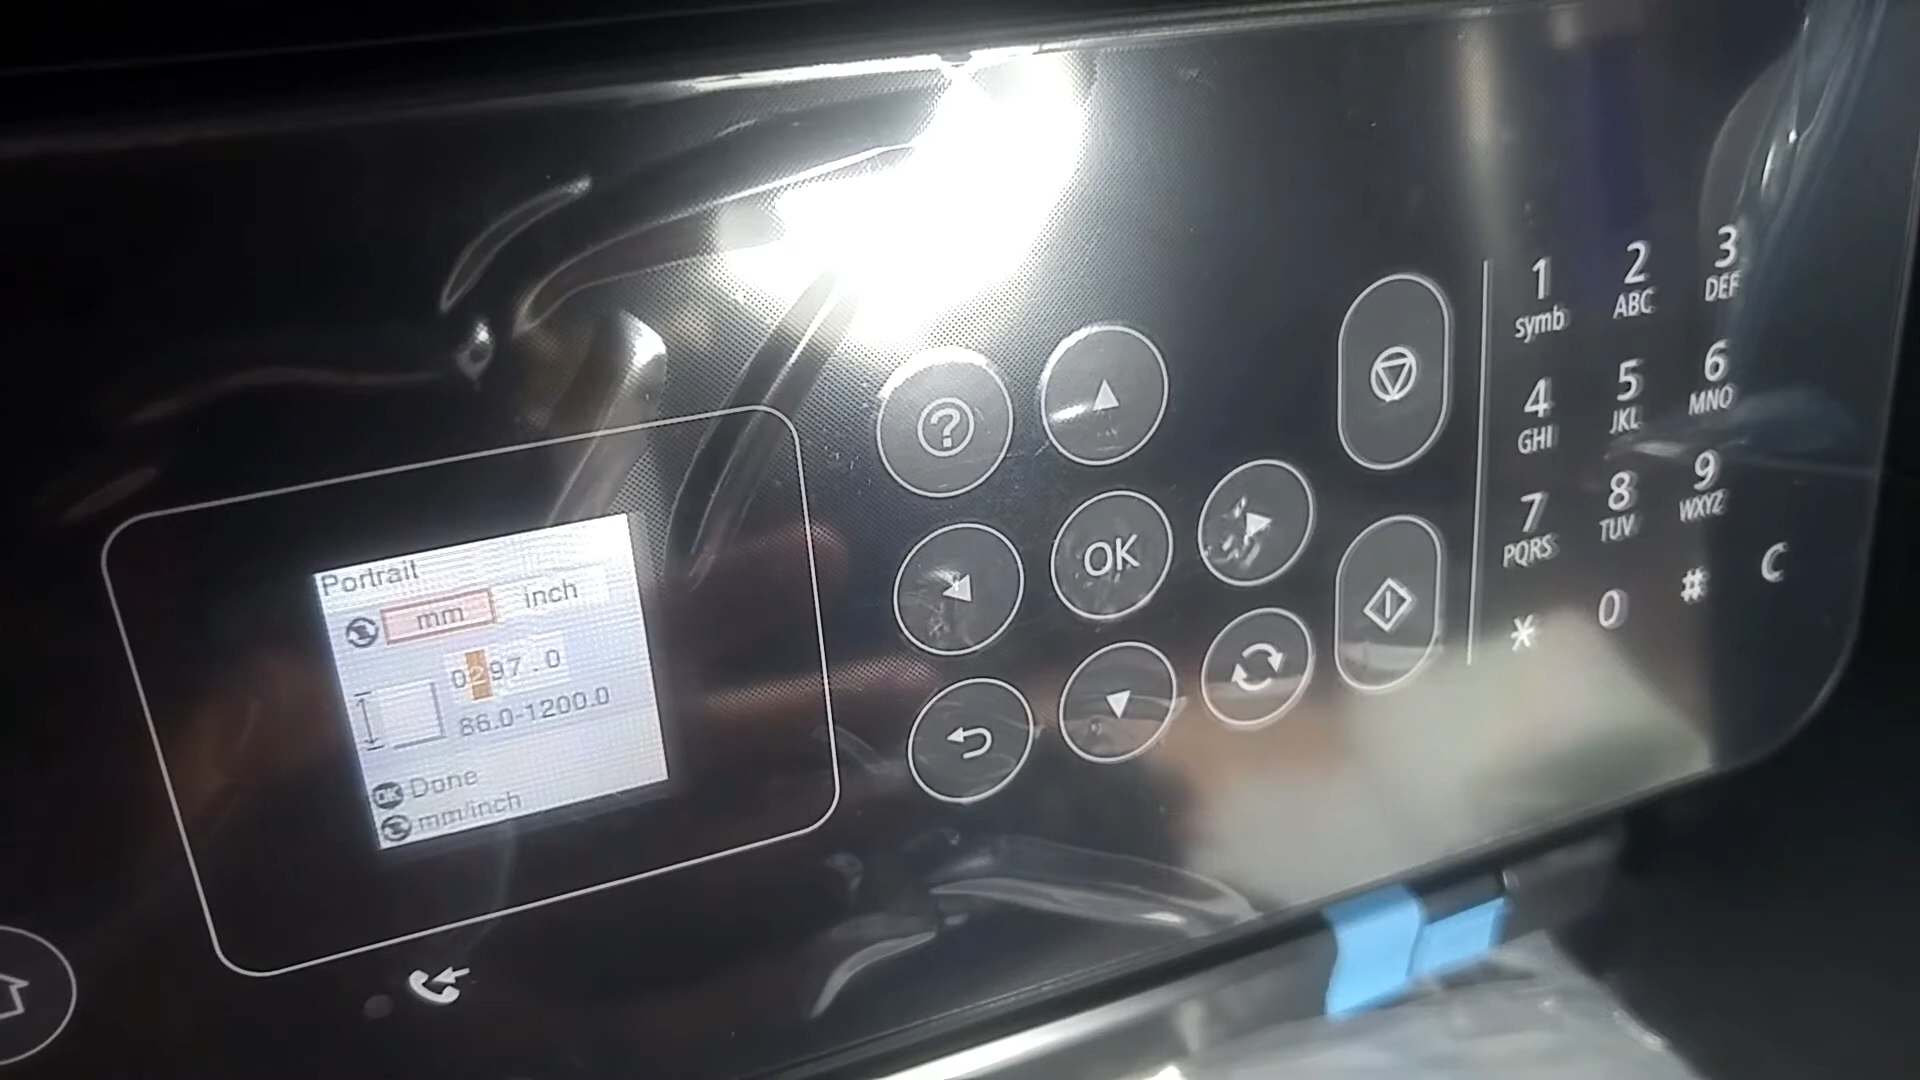 Portrait
mm inch
0297.0
86.0-1200.0
OK Done
mm/inch
?
OK
1 2 3
symb ABC DEF
4 5 6
GHI JKL MNO
7 8 9
PQRS TUV WXYZ
* 0 # C